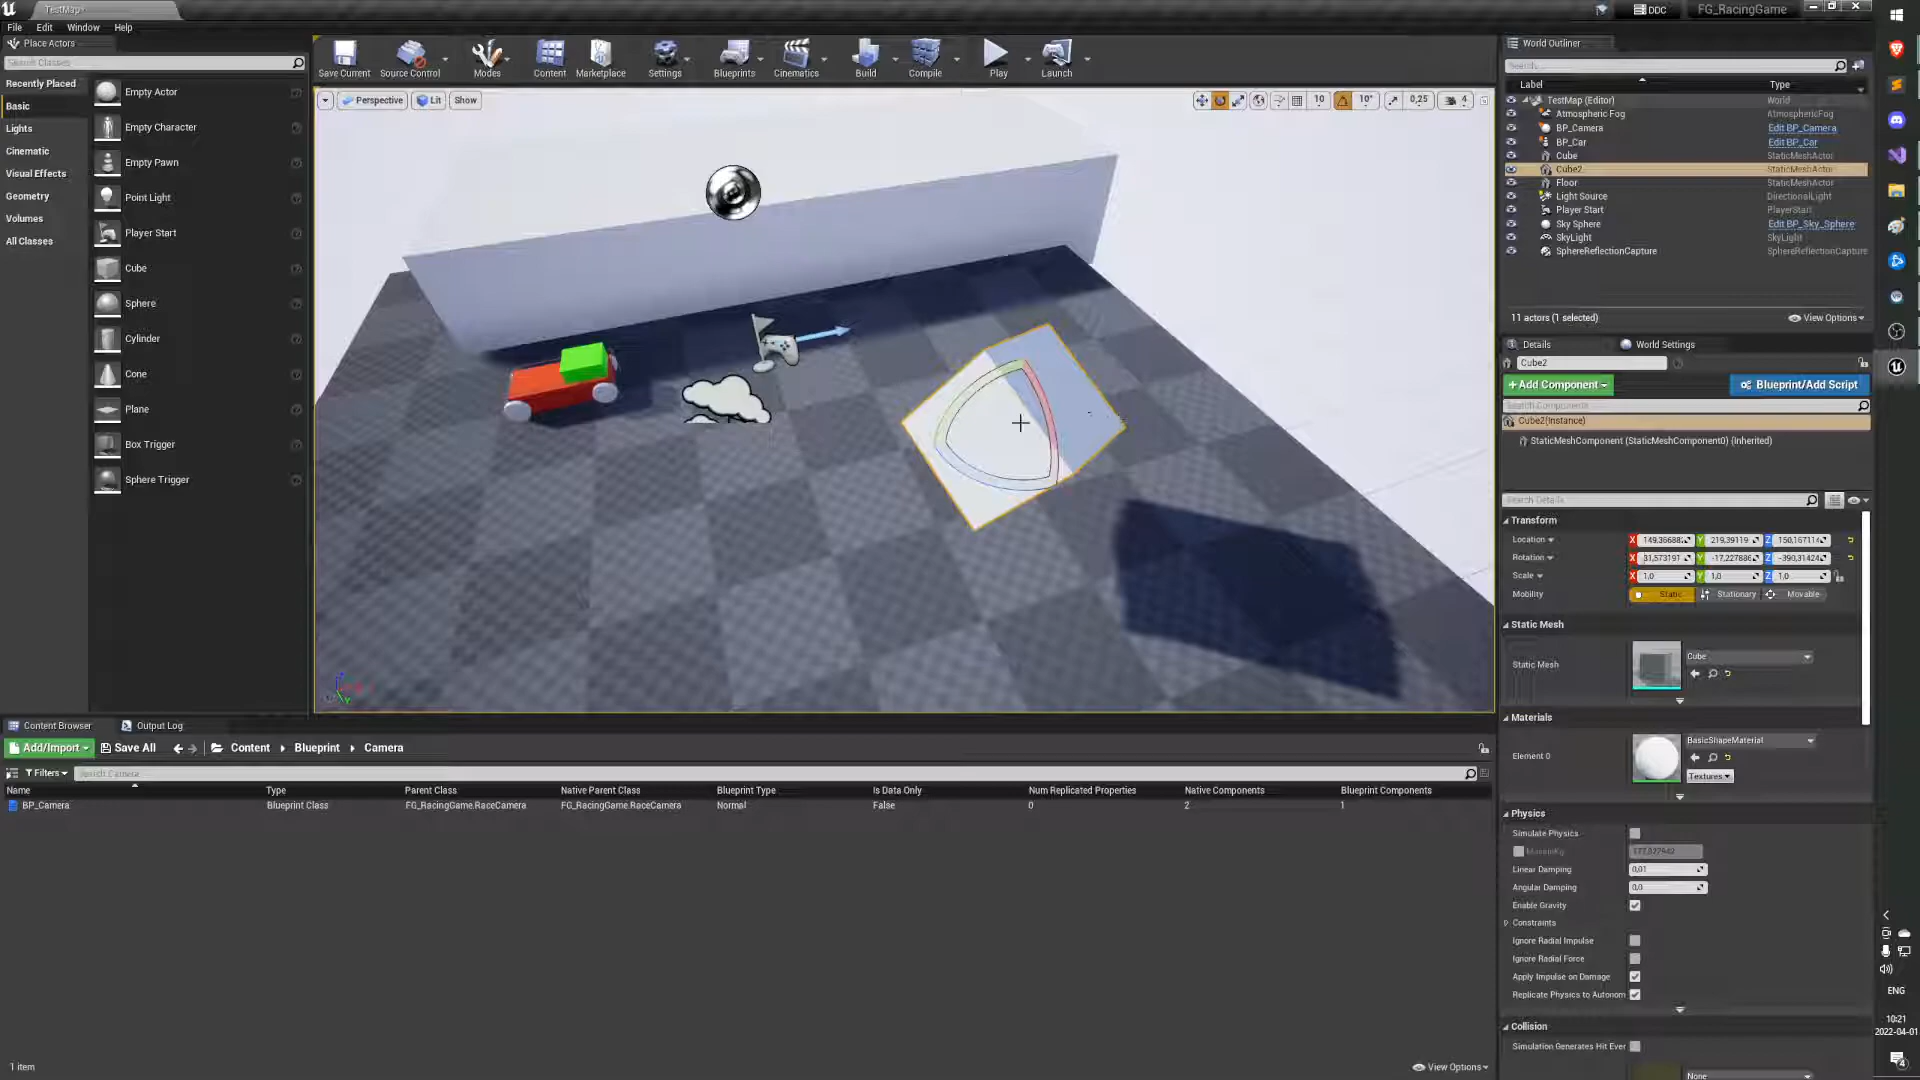 TestMap*
DDC
FG_RacingGame
File Edit Window Help
Place Actors
Search Classes
Recently Placed
Basic
Lights
Cinematic
Visual Effects
Geometry
Volumes
All Classes
Empty Actor
Empty Character
Empty Pawn
Point Light
Player Start
Cube
Sphere
Cylinder
Cone
Plane
Box Trigger
Sphere Trigger
Save Current
Source Control
Modes
Content
Marketplace
Settings
Blueprints
Cinematics
Build
Compile
Play
Launch
Perspective Lit Show
10 10° 0,25 4
World Outliner
Search...
Label Type
TestMap (Editor) World
Atmospheric Fog AtmosphericFog
BP_Camera Edit BP_Camera
BP_Car Edit BP_Car
Cube StaticMeshActor
Cube2 StaticMeshActor
Floor StaticMeshActor
Light Source DirectionalLight
Player Start PlayerStart
Sky Sphere Edit BP_Sky_Sphere
SkyLight SkyLight
SphereReflectionCapture SphereReflectionCapture
11 actors (1 selected) View Options
Details World Settings
Cube2
+Add Component Blueprint/Add Script
Search Components
Cube2(Instance)
StaticMeshComponent (StaticMeshComponent0) (Inherited)
Search Details
Transform
Location X Y 219,39119 Z
Rotation X 31,573191 Y -17,227886 Z -390,31424
Scale X 1,0 Y 1,0 Z 1,0
Mobility Static Stationary Movable
Static Mesh
Static Mesh Cube
Materials
Element 0 BasicShapeMaterial
Textures
Physics
Simulate Physics
MassInKg
Linear Damping 0,01
Angular Damping 0,0
Enable Gravity
Constraints
Ignore Radial Impulse
Ignore Radial Force
Apply Impulse on Damage
Replicate Physics to Autonom
Collision
Simulation Generates Hit Ever
None
Content Browser Output Log
Add/Import Save All Content Blueprint Camera
Filters Search Camera
Name Type Parent Class Native Parent Class Blueprint Type Is Data Only Num Replicated Properties Native Components Blueprint Components
BP_Camera Blueprint Class FG_RacingGame.RaceCamera FG_RacingGame.RaceCamera Normal False 0 2 1
1 item
View Options
ENG
10:21
2022-04-01
4